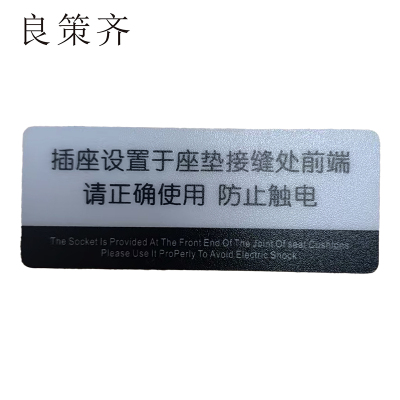 良策齐
插座设置于座垫接缝处前端
请正确使用 防止触电
The Socket Is Provided At The Front End Of The Joint Of seat Cushions
Please Use It ProPerly To Avoid Electric Shock